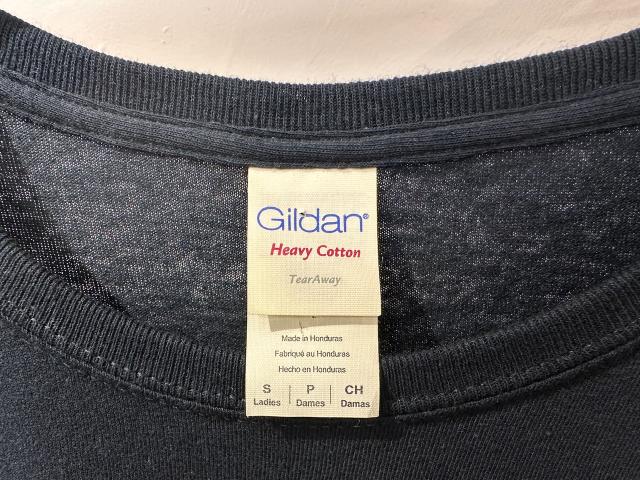 Gildan®
Heavy Cotton
TearAway
Made in Honduras
Fabriqué au Honduras
Hecho en Honduras
S | P | CH
Ladies | Dames | Damas